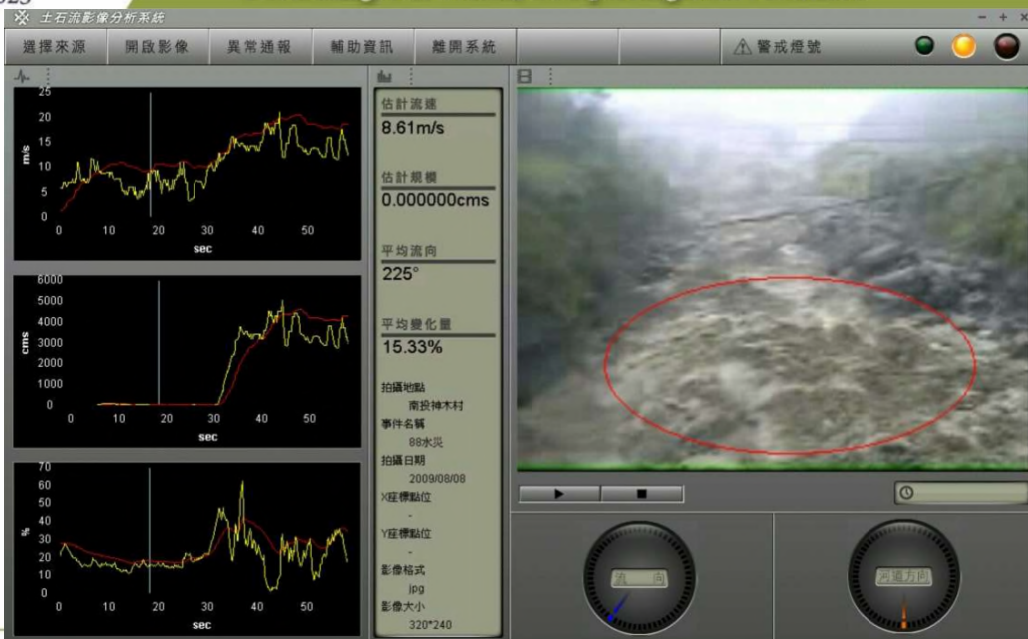 土石流影像分析系統
選擇來源 開啟影像 異常通報 輔助資訊 離開系統 警戒燈號
25
20
15
10
5
0
m/s
0 10 20 30 40 50
sec
6000
5000
4000
3000
2000
1000
0
cms
0 10 20 30 40 50
sec
70
60
50
40
30
20
10
0
%
0 10 20 30 40 50
sec
估計流速
8.61m/s
估計規模
0.000000cms
平均流向
225°
平均變化量
15.33%
拍攝地點
南投神木村
事件名稱
88水災
拍攝日期
2009/08/08
X座標點位
-
Y座標點位
-
影像格式
jpg
影像大小
320*240
流 向
河道方向